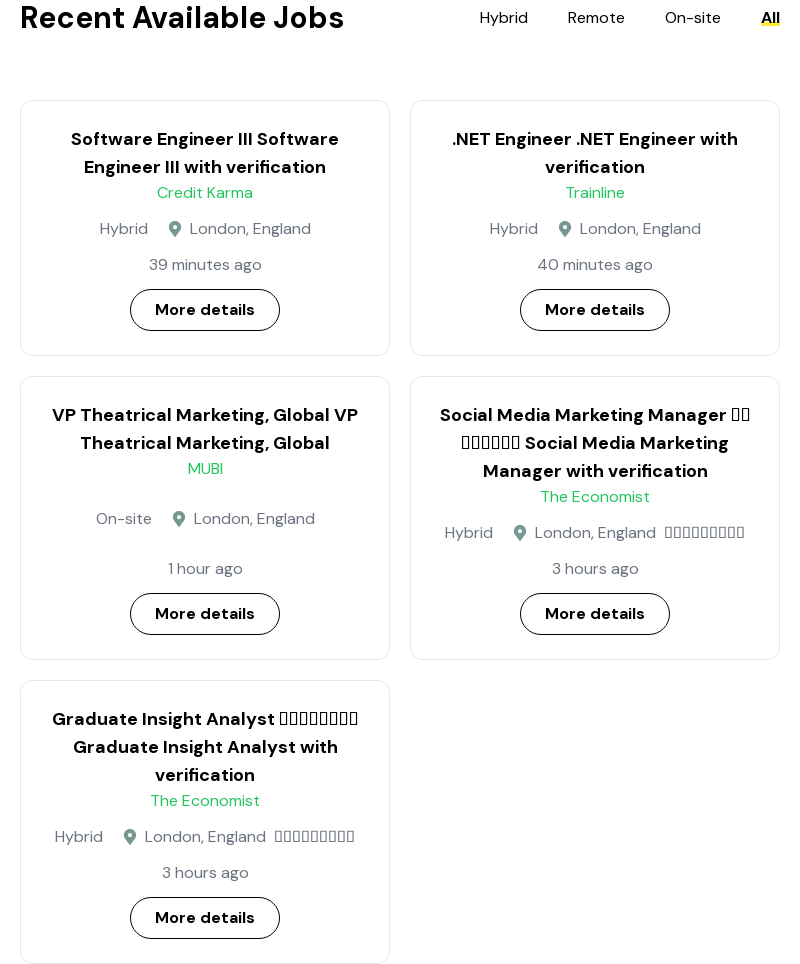 Recent Available Jobs
Hybrid Remote On-site All
Software Engineer III Software
Engineer III with verification
Credit Karma
Hybrid London, England
39 minutes ago
More details
.NET Engineer .NET Engineer with
verification
Trainline
Hybrid London, England
40 minutes ago
More details
VP Theatrical Marketing, Global VP
Theatrical Marketing, Global
MUBI
On-site London, England
1 hour ago
More details
Social Media Marketing Manager
Social Media Marketing
Manager with verification
The Economist
Hybrid London, England
3 hours ago
More details
Graduate Insight Analyst
Graduate Insight Analyst with
verification
The Economist
Hybrid London, England
3 hours ago
More details